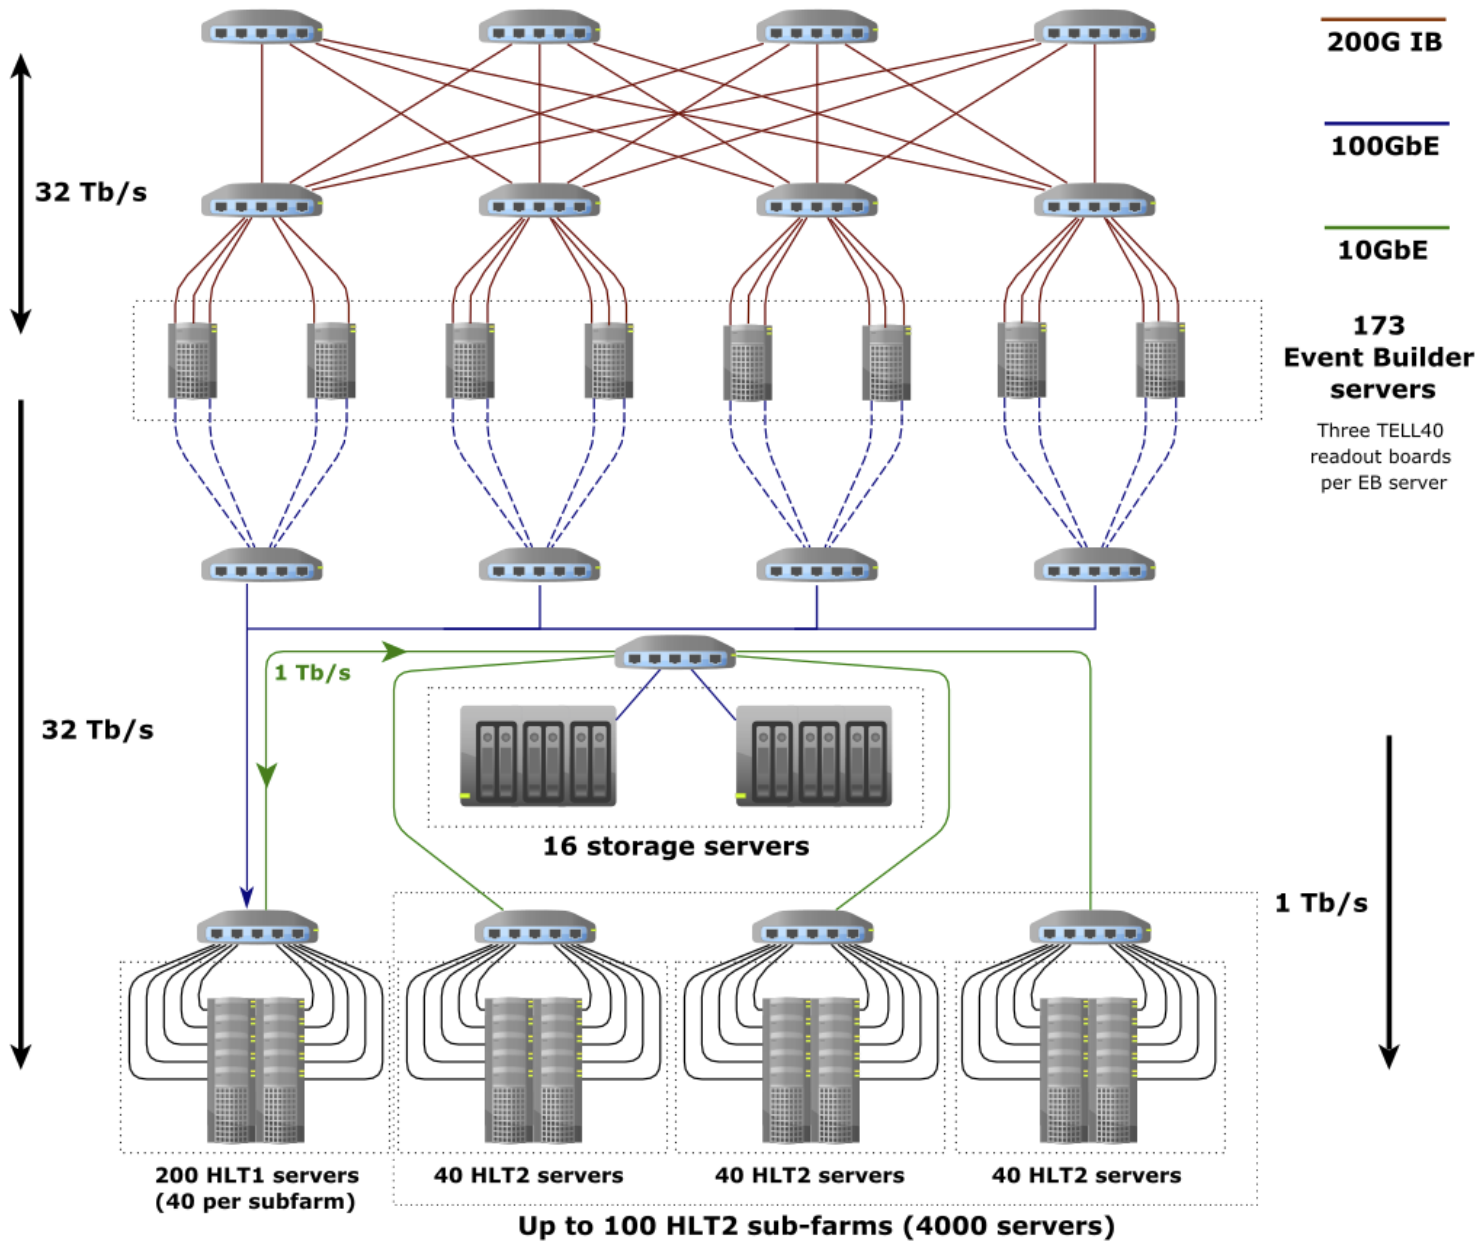 200G IB
100GbE
32 Tb/s
10GbE
173
Event Builder
servers
Three TELL40
readout boards
per EB server
1 Tb/s
32 Tb/s
16 storage servers
1 Tb/s
200 HLT1 servers
(40 per subfarm)
40 HLT2 servers
40 HLT2 servers
40 HLT2 servers
Up to 100 HLT2 sub-farms (4000 servers)